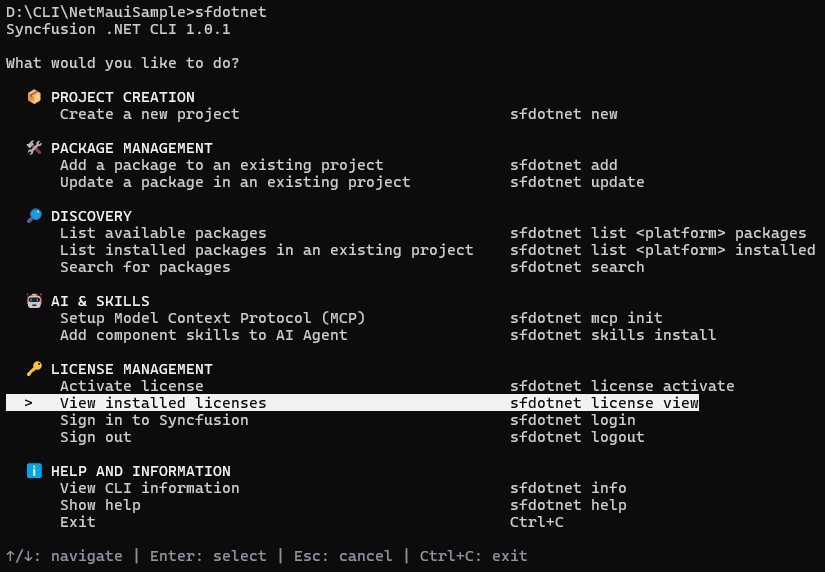 D:\CLI\NetMauiSample>sfdotnet
Syncfusion .NET CLI 1.0.1
What would you like to do?
PROJECT CREATION
Create a new project sfdotnet new
PACKAGE MANAGEMENT
Add a package to an existing project sfdotnet add
Update a package in an existing project sfdotnet update
DISCOVERY
List available packages sfdotnet list <platform> packages
List installed packages in an existing project sfdotnet list <platform> installed
Search for packages sfdotnet search
AI & SKILLS
Setup Model Context Protocol (MCP) sfdotnet mcp init
Add component skills to AI Agent sfdotnet skills install
LICENSE MANAGEMENT
Activate license sfdotnet license activate
> View installed licenses sfdotnet license view
Sign in to Syncfusion sfdotnet login
Sign out sfdotnet logout
HELP AND INFORMATION
View CLI information sfdotnet info
Show help sfdotnet help
Exit Ctrl+C
↑/↓: navigate | Enter: select | Esc: cancel | Ctrl+C: exit